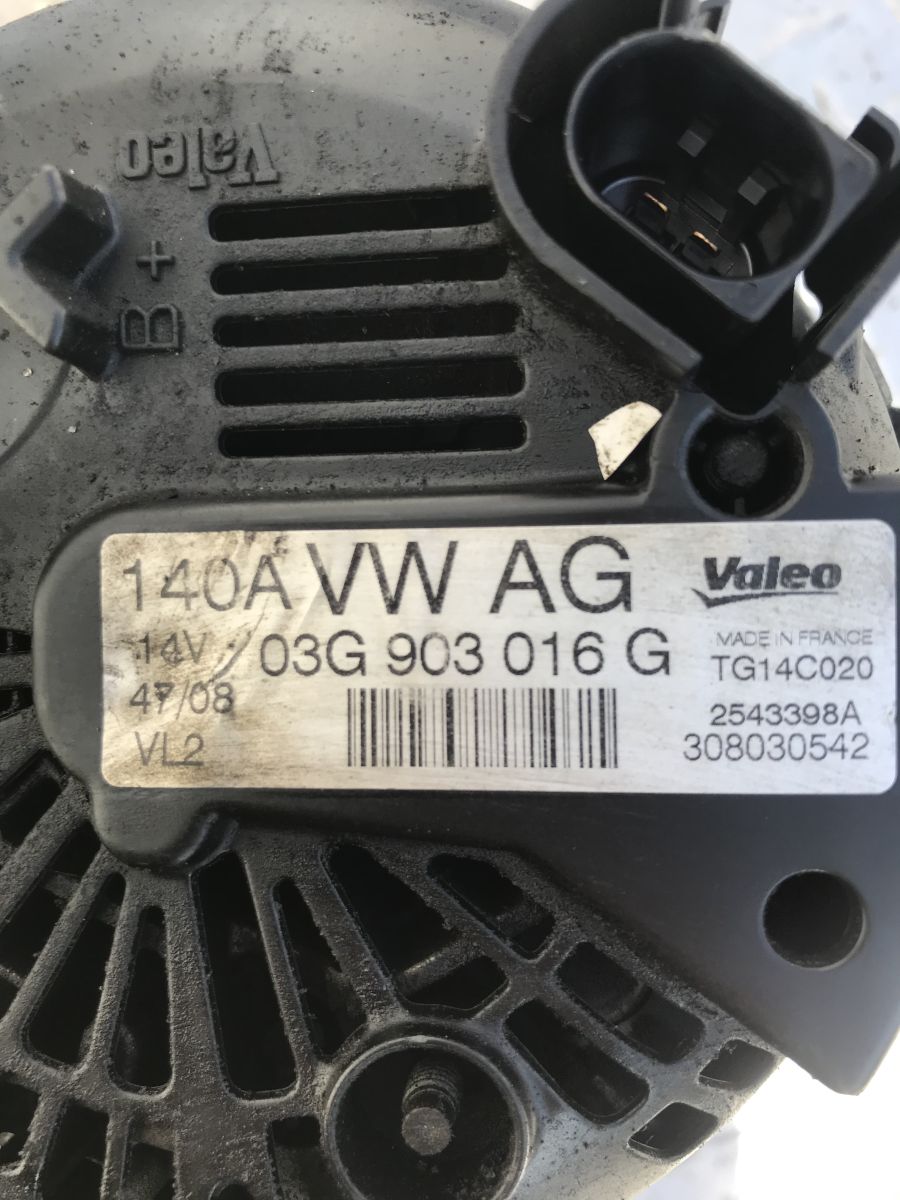 Valeo
B+
140A VW AG Valeo
14V 03G 903 016 G MADE IN FRANCE
TG14C020
47/08 2543398A
VL2 308030542